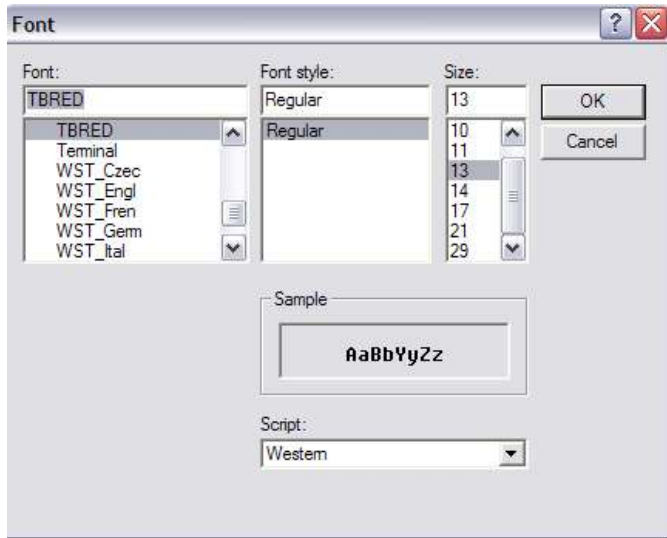 Font
Font: Font style: Size:
TBRED Regular 13 OK
TBRED Regular 10 Cancel
Terminal 11
WST_Czec 13
WST_Engl 14
WST_Fren 17
WST_Germ 21
WST_Ital 29
Sample
AaBbYyZz
Script:
Western